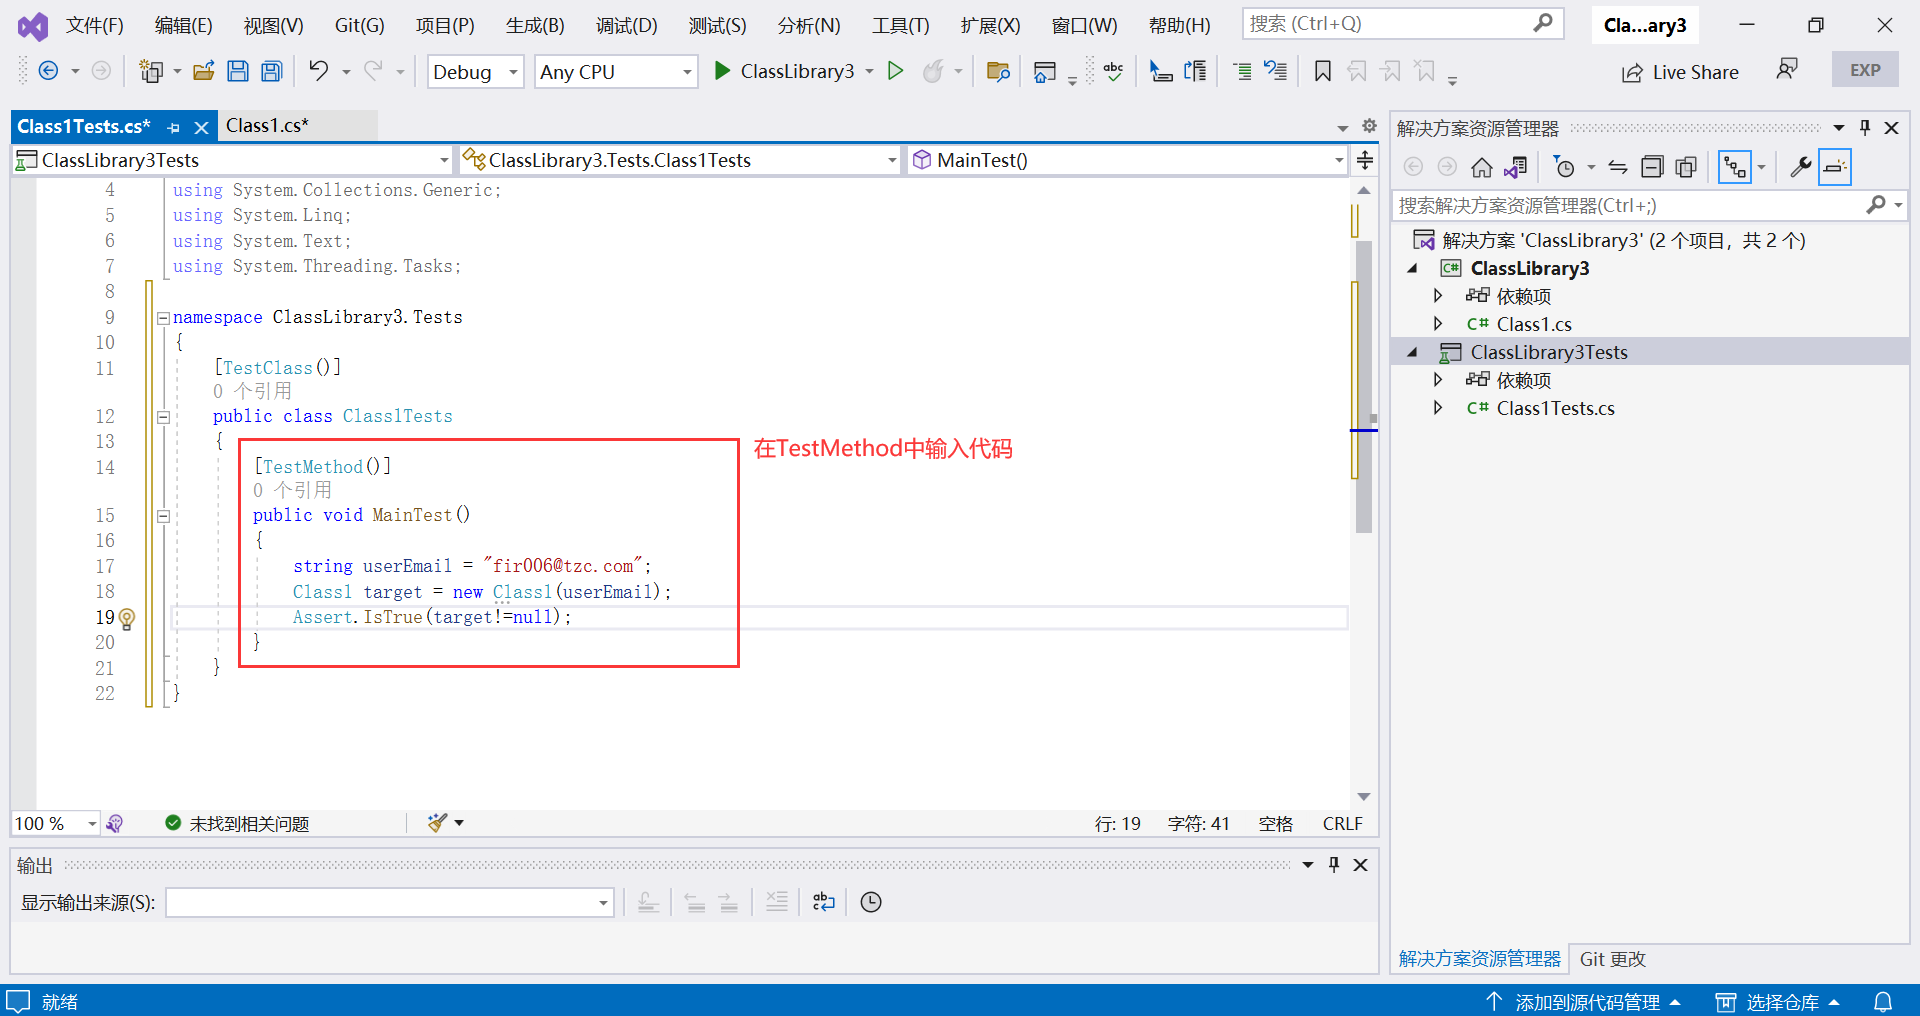 文件(F) 编辑(E) 视图(V) Git(G) 项目(P) 生成(B) 调试(D) 测试(S) 分析(N) 工具(T) 扩展(X) 窗口(W) 帮助(H) 搜索 (Ctrl+Q) Cla...ary3
Debug Any CPU ClassLibrary3 abc Live Share EXP
Class1Tests.cs* Class1.cs*
ClassLibrary3Tests ClassLibrary3.Tests.Class1Tests MainTest()
4 using System.Collections.Generic;
5 using System.Linq;
6 using System.Text;
7 using System.Threading.Tasks;
8
9 namespace ClassLibrary3.Tests
10 {
11 [TestClass()]
0 个引用
12 public class Class1Tests
13 {
14 [TestMethod()]
0 个引用
15 public void MainTest()
16 {
17 string userEmail = "fir006@tzc.com";
18 Class1 target = new Class1(userEmail);
19 Assert.IsTrue(target!=null);
20 }
21 }
22 }
在TestMethod中输入代码
100 % 未找到相关问题 行: 19 字符: 41 空格 CRLF
输出
显示输出来源(S):
解决方案资源管理器
搜索解决方案资源管理器(Ctrl+;)
解决方案 'ClassLibrary3' (2 个项目，共 2 个)
C# ClassLibrary3
依赖项
C# Class1.cs
ClassLibrary3Tests
依赖项
C# Class1Tests.cs
解决方案资源管理器 Git 更改
就绪 添加到源代码管理 选择仓库